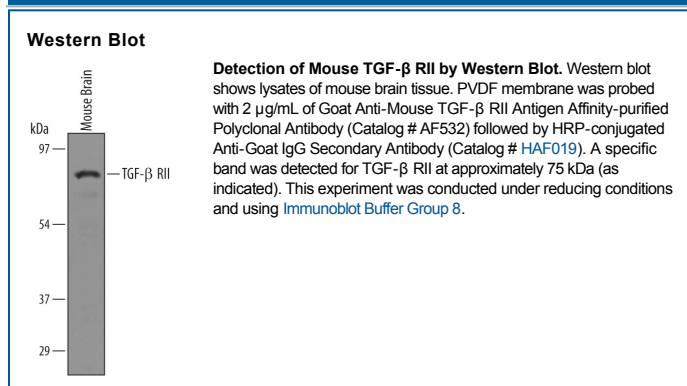 Western Blot
Mouse Brain
kDa
97
TGF-β RII
54
37
29
Detection of Mouse TGF-β RII by Western Blot. Western blot
shows lysates of mouse brain tissue. PVDF membrane was probed
with 2 µg/mL of Goat Anti-Mouse TGF-β RII Antigen Affinity-purified
Polyclonal Antibody (Catalog # AF532) followed by HRP-conjugated
Anti-Goat IgG Secondary Antibody (Catalog # HAF019). A specific
band was detected for TGF-β RII at approximately 75 kDa (as
indicated). This experiment was conducted under reducing conditions
and using Immunoblot Buffer Group 8.